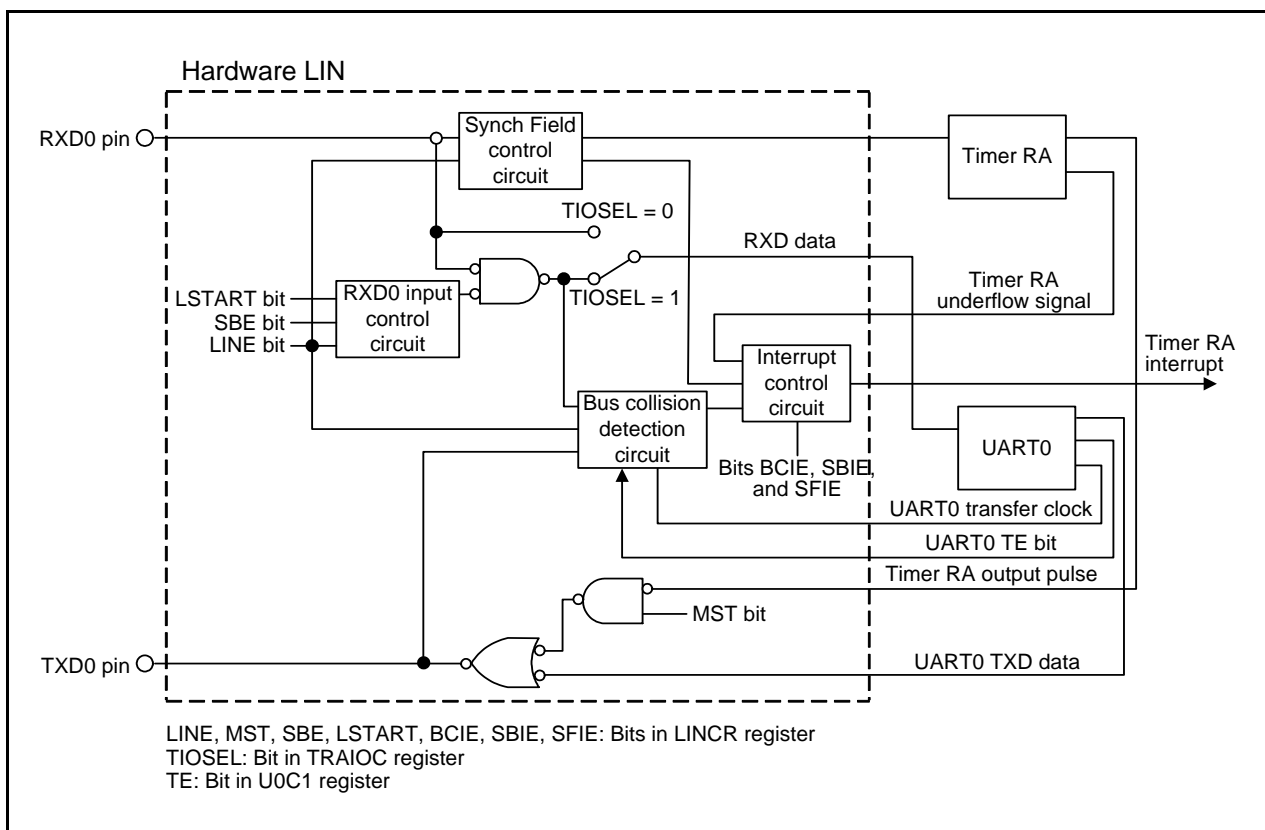 Hardware LIN
RXD0 pin
Synch Field
control
circuit
Timer RA
TIOSEL = 0
RXD data
TIOSEL = 1
LSTART bit
SBE bit
LINE bit
RXD0 input
control
circuit
Timer RA
underflow signal
Timer RA
interrupt
Interrupt
control
circuit
Bus collision
detection
circuit
Bits BCIE, SBIE,
and SFIE
UART0
UART0 transfer clock
UART0 TE bit
Timer RA output pulse
MST bit
TXD0 pin
UART0 TXD data
LINE, MST, SBE, LSTART, BCIE, SBIE, SFIE: Bits in LINCR register
TIOSEL: Bit in TRAIOC register
TE: Bit in U0C1 register